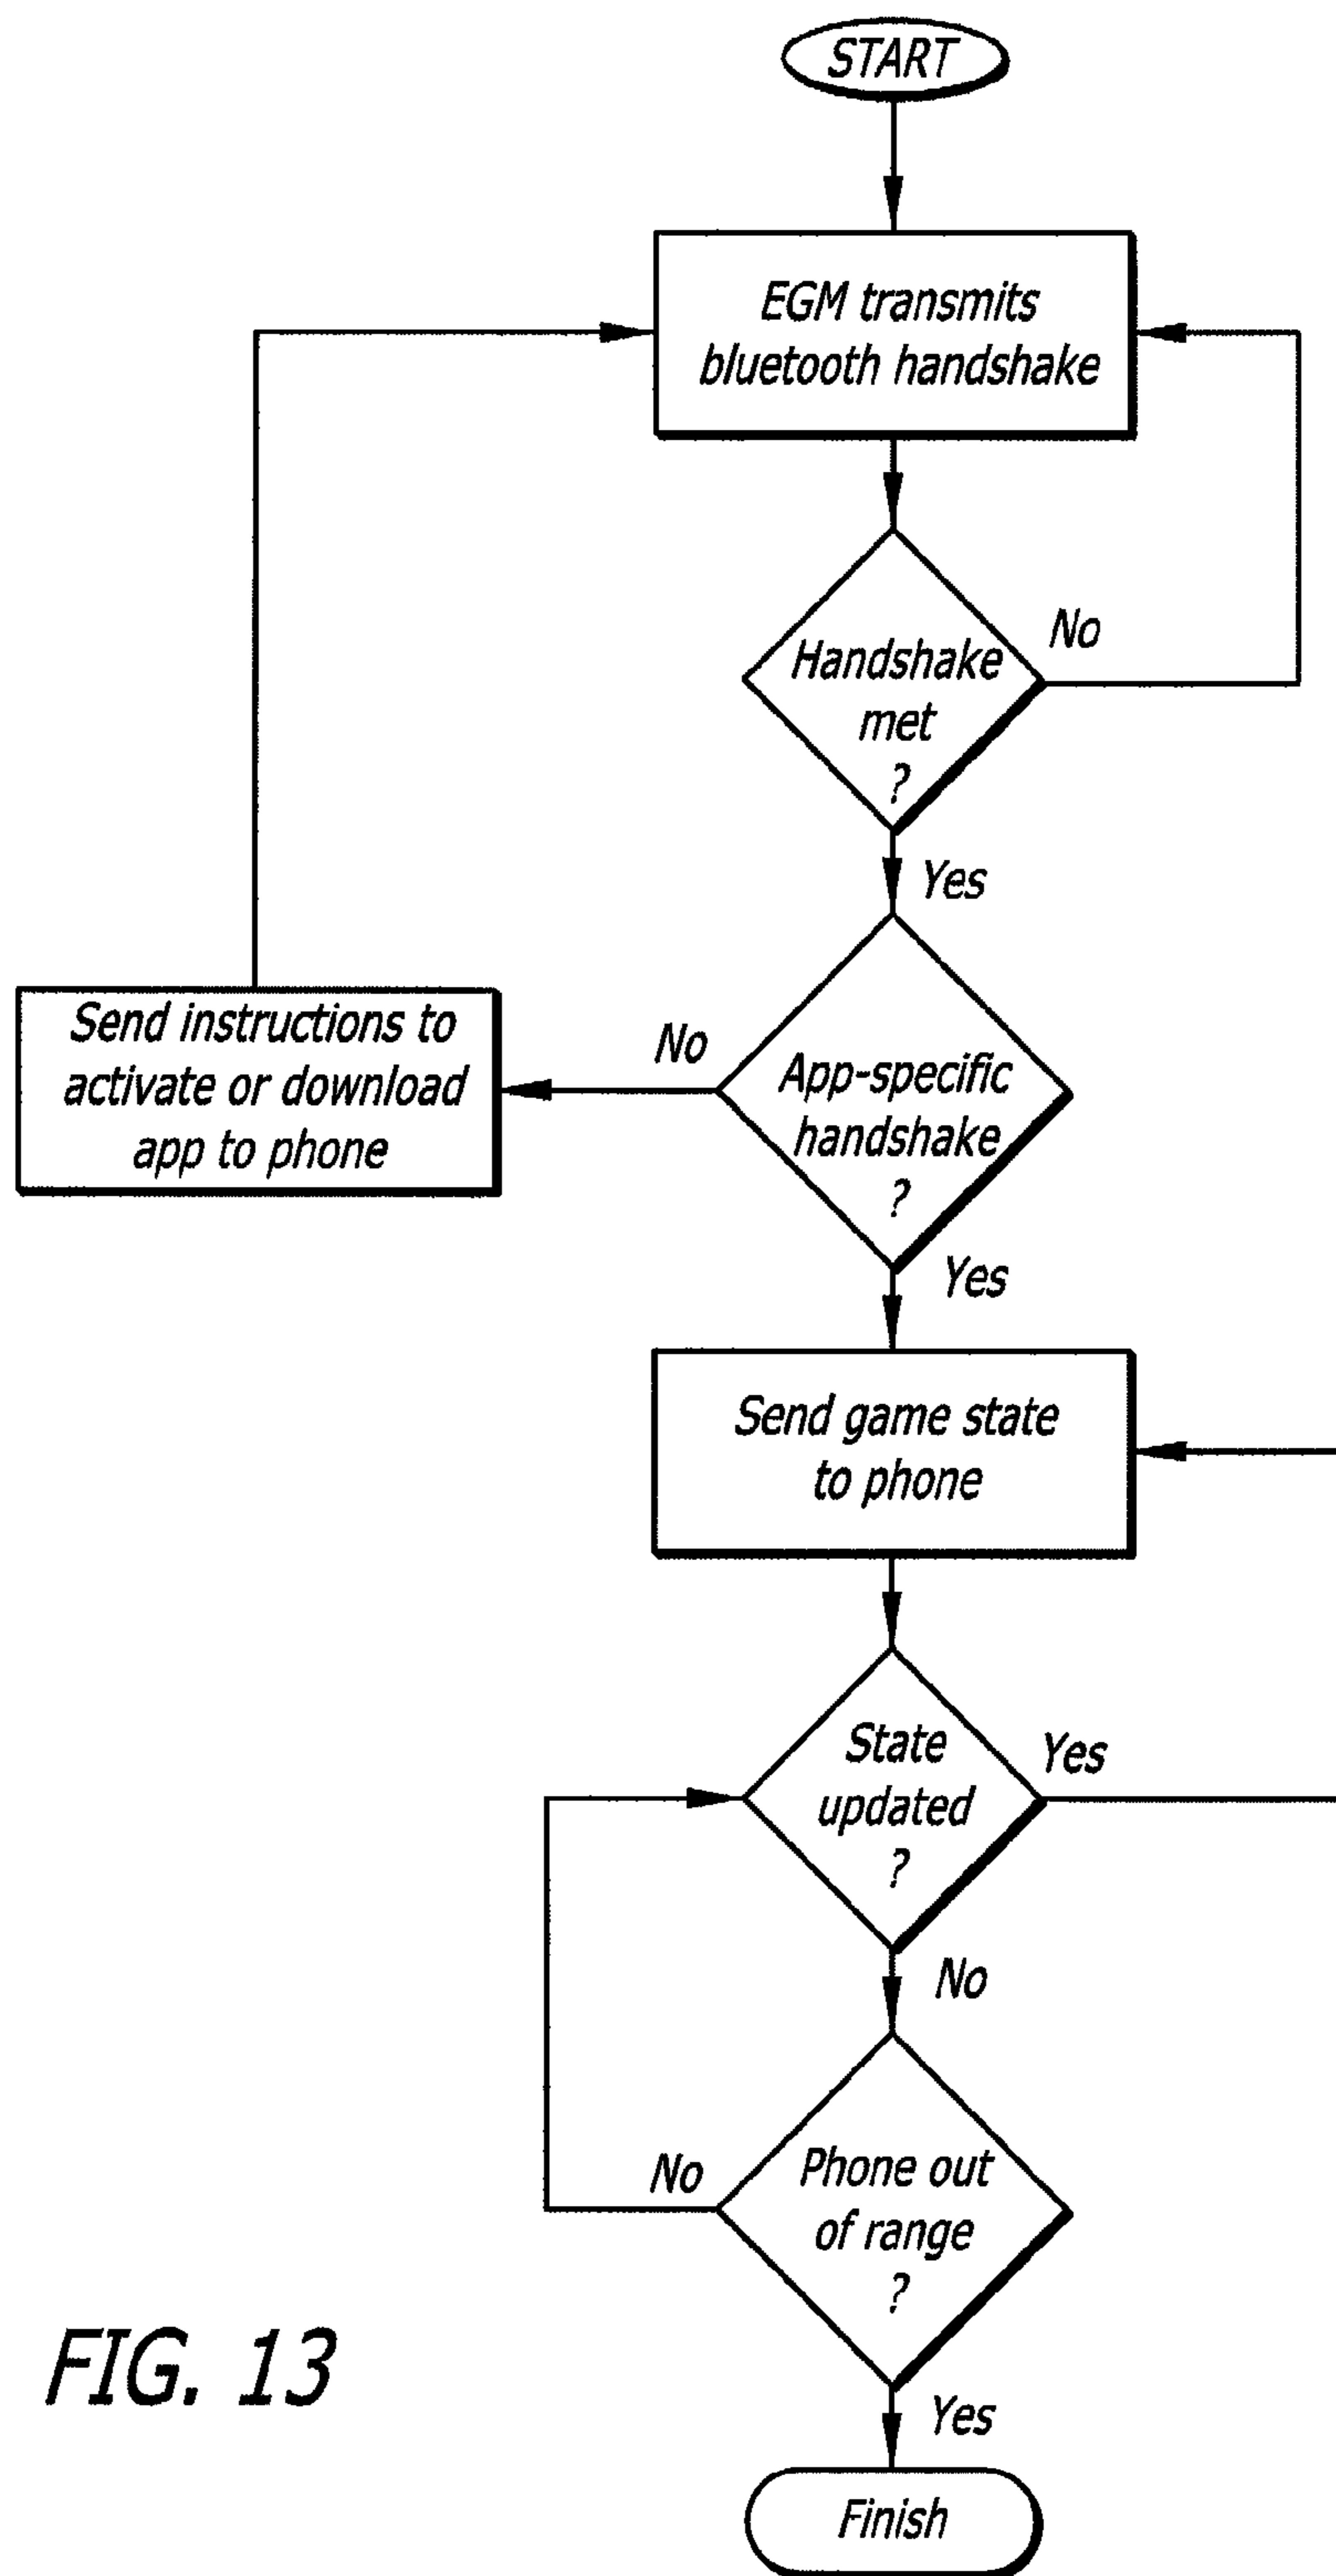 START
EGM transmits
bluetooth handshake
Handshake
met
?
No
Yes
App-specific
handshake
?
No
Send instructions to
activate or download
app to phone
Yes
Send game state
to phone
State
updated
?
Yes
No
Phone out
of range
?
No
Yes
Finish
FIG. 13